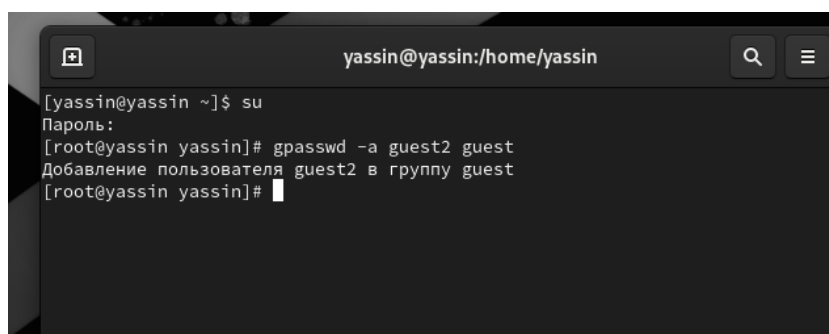 yassin@yassin:/home/yassin
[yassin@yassin ~]$ su
Пароль:
[root@yassin yassin]# gpasswd -a guest2 guest
Добавление пользователя guest2 в группу guest
[root@yassin yassin]#